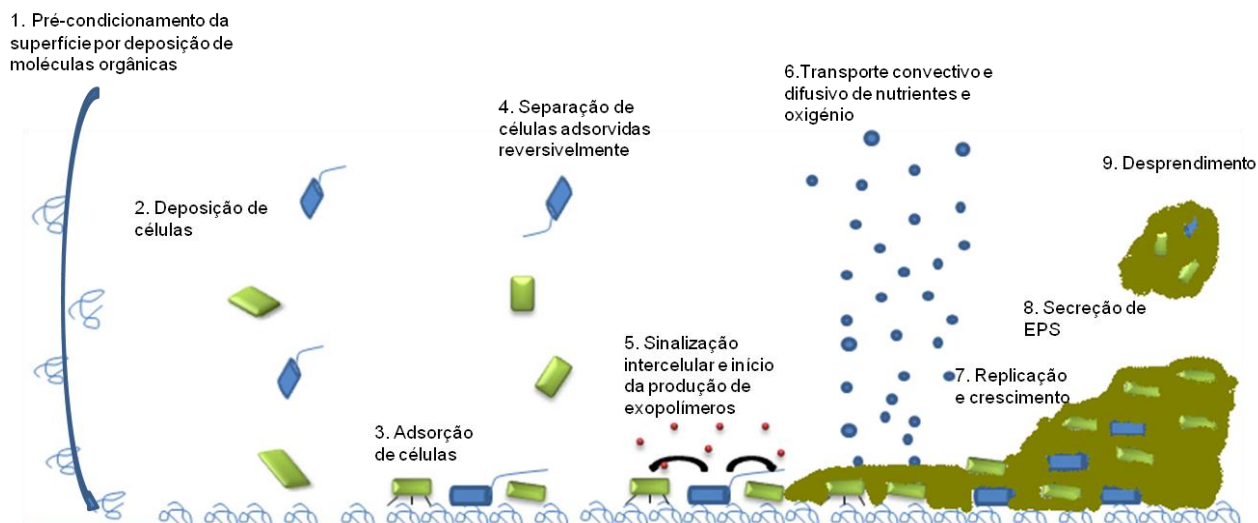 1. Pré-condicionamento da
superfície por deposição de
moléculas orgânicas
2. Deposição de
células
3. Adsorção
de células
4. Separação de
células adsorvidas
reversivelmente
5. Sinalização
intercelular e início
da produção de
exopolímeros
6.Transporte convectivo e
difusivo de nutrientes e
oxigénio
7. Replicação
e crescimento
8. Secreção de
EPS
9. Desprendimento